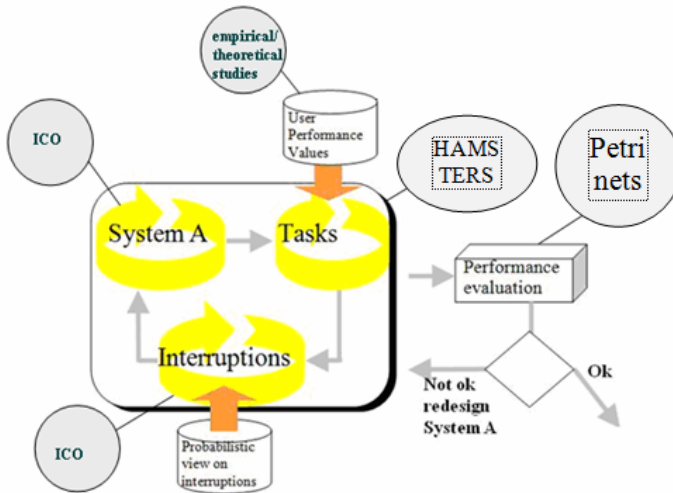 empirical/
theoretical
studies
ICO
User
Performance
Values
HAMS
TERS
Petri
nets
System A
Tasks
Performance
evaluation
Interruptions
Ok
Not ok
redesign
System A
ICO
Probabilistic
view on
interruptions